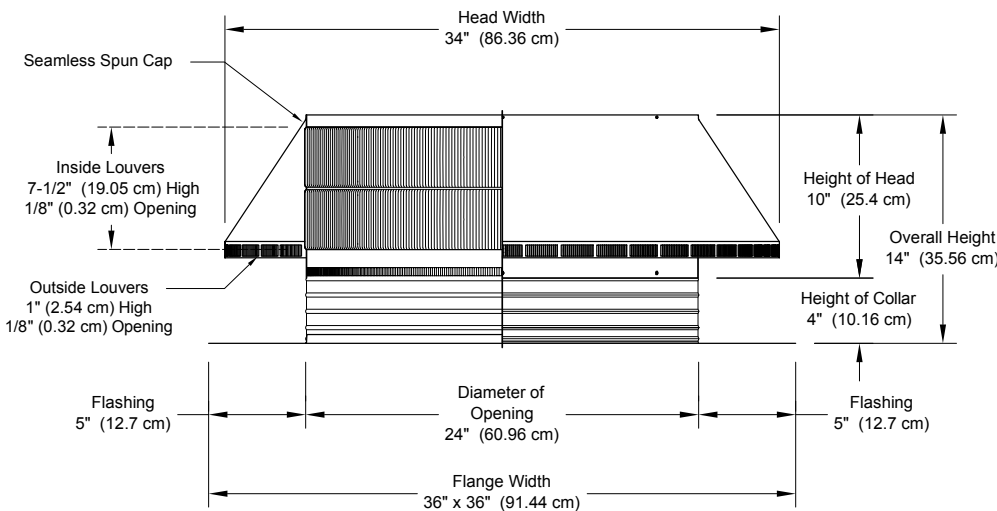 Head Width
34" (86.36 cm)
Seamless Spun Cap
Inside Louvers
7-1/2" (19.05 cm) High
1/8" (0.32 cm) Opening
Height of Head
10" (25.4 cm)
Overall Height
14" (35.56 cm)
Outside Louvers
1" (2.54 cm) High
1/8" (0.32 cm) Opening
Height of Collar
4" (10.16 cm)
Flashing
5" (12.7 cm)
Diameter of
Opening
24" (60.96 cm)
Flashing
5" (12.7 cm)
Flange Width
36" x 36" (91.44 cm)